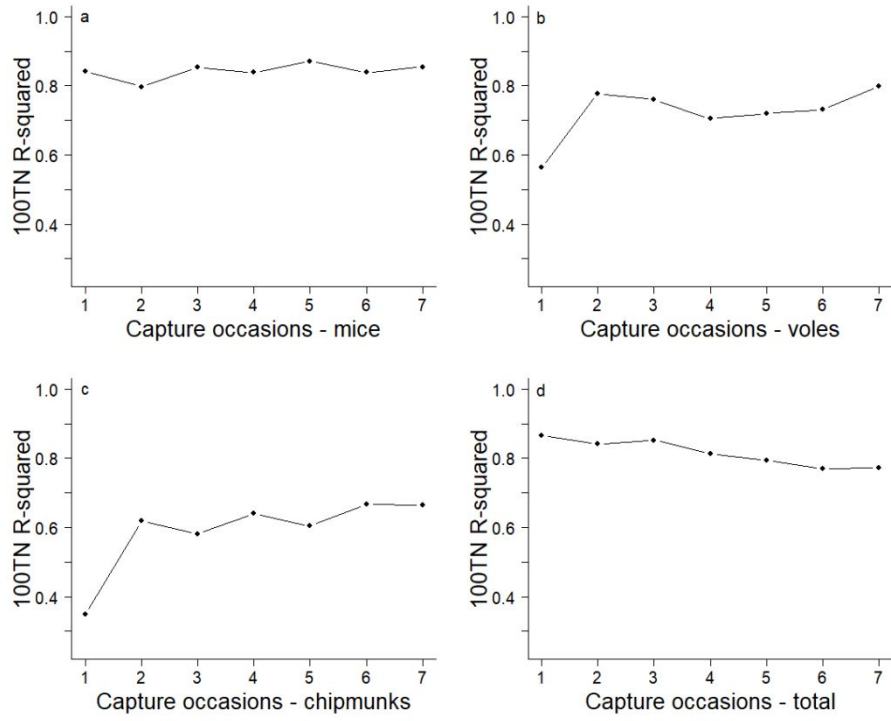 a
1.0
0.8
0.6
0.4
100TN R-squared
1 2 3 4 5 6 7
Capture occasions - mice
b
1.0
0.8
0.6
0.4
100TN R-squared
1 2 3 4 5 6 7
Capture occasions - voles
c
1.0
0.8
0.6
0.4
100TN R-squared
1 2 3 4 5 6 7
Capture occasions - chipmunks
d
1.0
0.8
0.6
0.4
100TN R-squared
1 2 3 4 5 6 7
Capture occasions - total